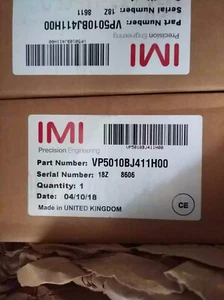 Part Number:
VP5010BJ411H00
Serial Number:
18Z 8611
IMI
Precision Engineering
IMI
Precision Engineering
VP5010BJ411H00
Part Number: VP5010BJ411H00
Serial Number: 18Z 8606
Quantity: 1
Date: 04/10/18
Made in UNITED KINGDOM
CE